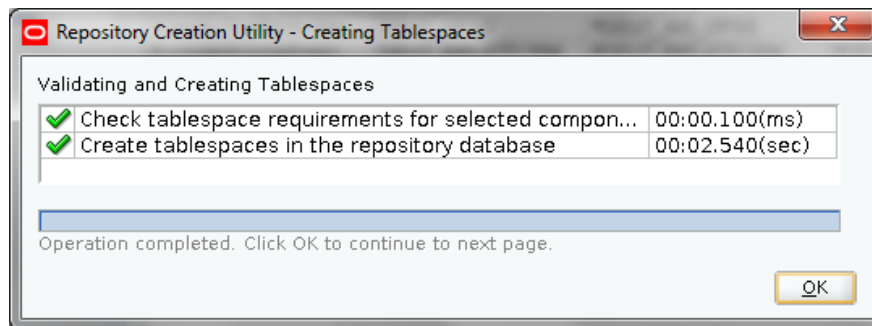 Repository Creation Utility - Creating Tablespaces
Validating and Creating Tablespaces
Check tablespace requirements for selected compon... 00:00.100(ms)
Create tablespaces in the repository database 00:02.540(sec)
Operation completed. Click OK to continue to next page.
OK